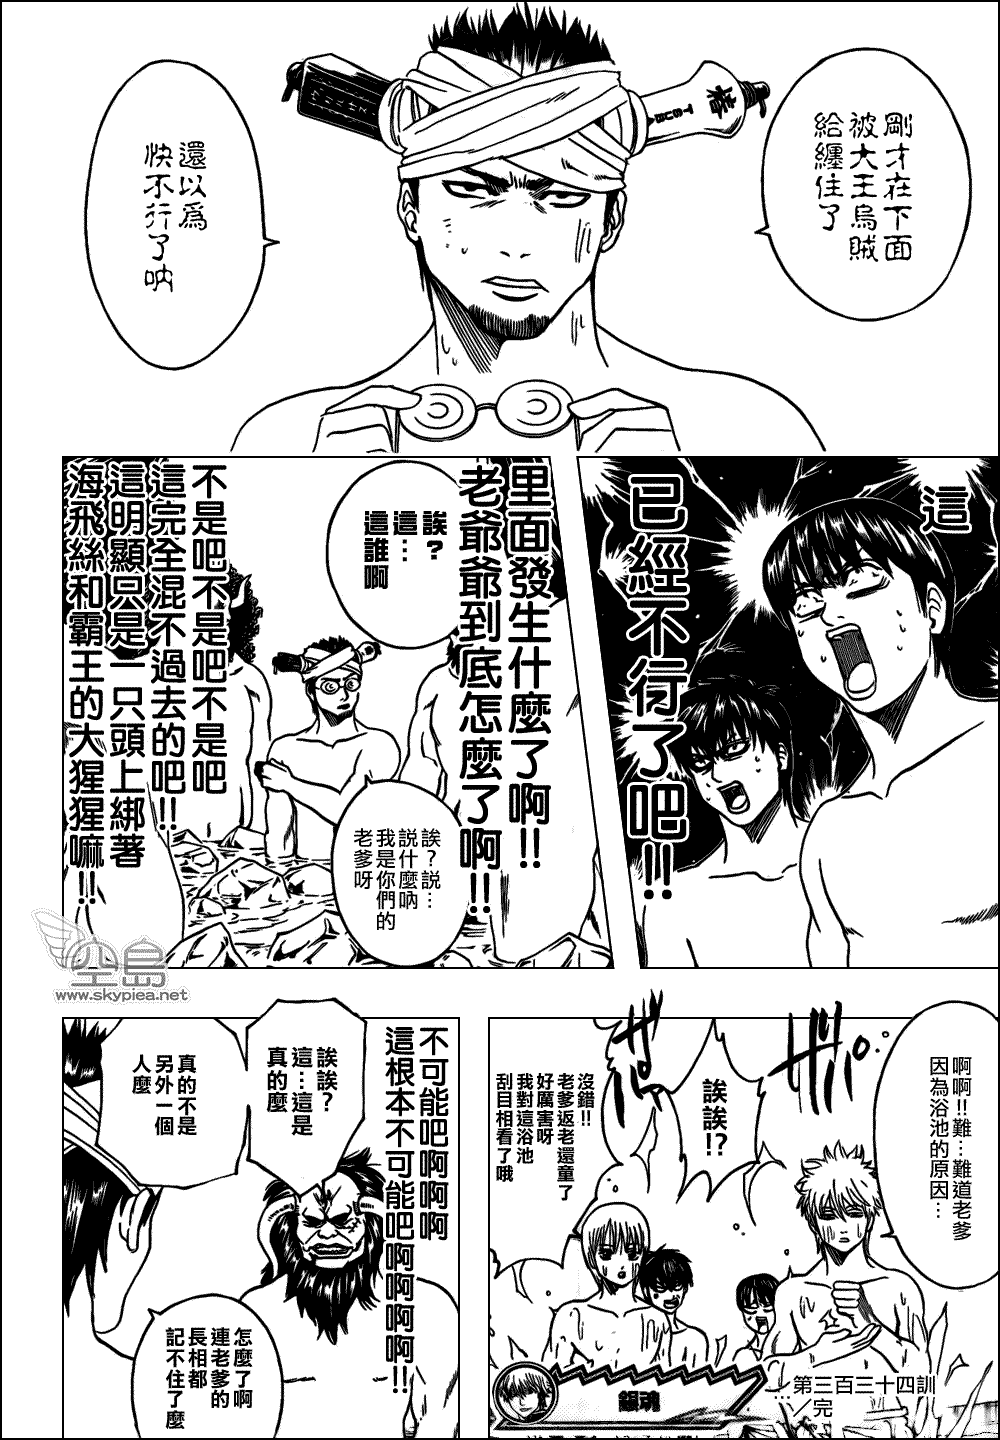 剛才在下面
被大王烏賊
給纏住了
還以為
快不行了吶
椿
TSUB
這
已經不行了吧!!
里面發生什麼了啊!!
老爺爺到底怎麼了啊!!
誒?
這…
這誰啊
不是吧不是吧不是吧
這完全混不過去的吧!!
這明顯只是一只頭上綁著
海飛絲和霸王的大猩猩嘛!!
誒?説…
説什麼吶
我是你們的
老爹呀
空島
www.skypiea.net
啊啊!!難…難道老爹
因為浴池的原因…
誒誒!?
沒錯!!
老爹返老還童了
好厲害呀
我對這浴池
刮目相看了哦
銀魂
第三百三十四訓
…／完
不可能吧啊啊啊
這根本不可能吧啊啊啊啊!!
誒誒?
這…這是
真的麼
真的不是
另外一個
人麼
怎麼了啊
連老爹的
長相都
記不住了麼